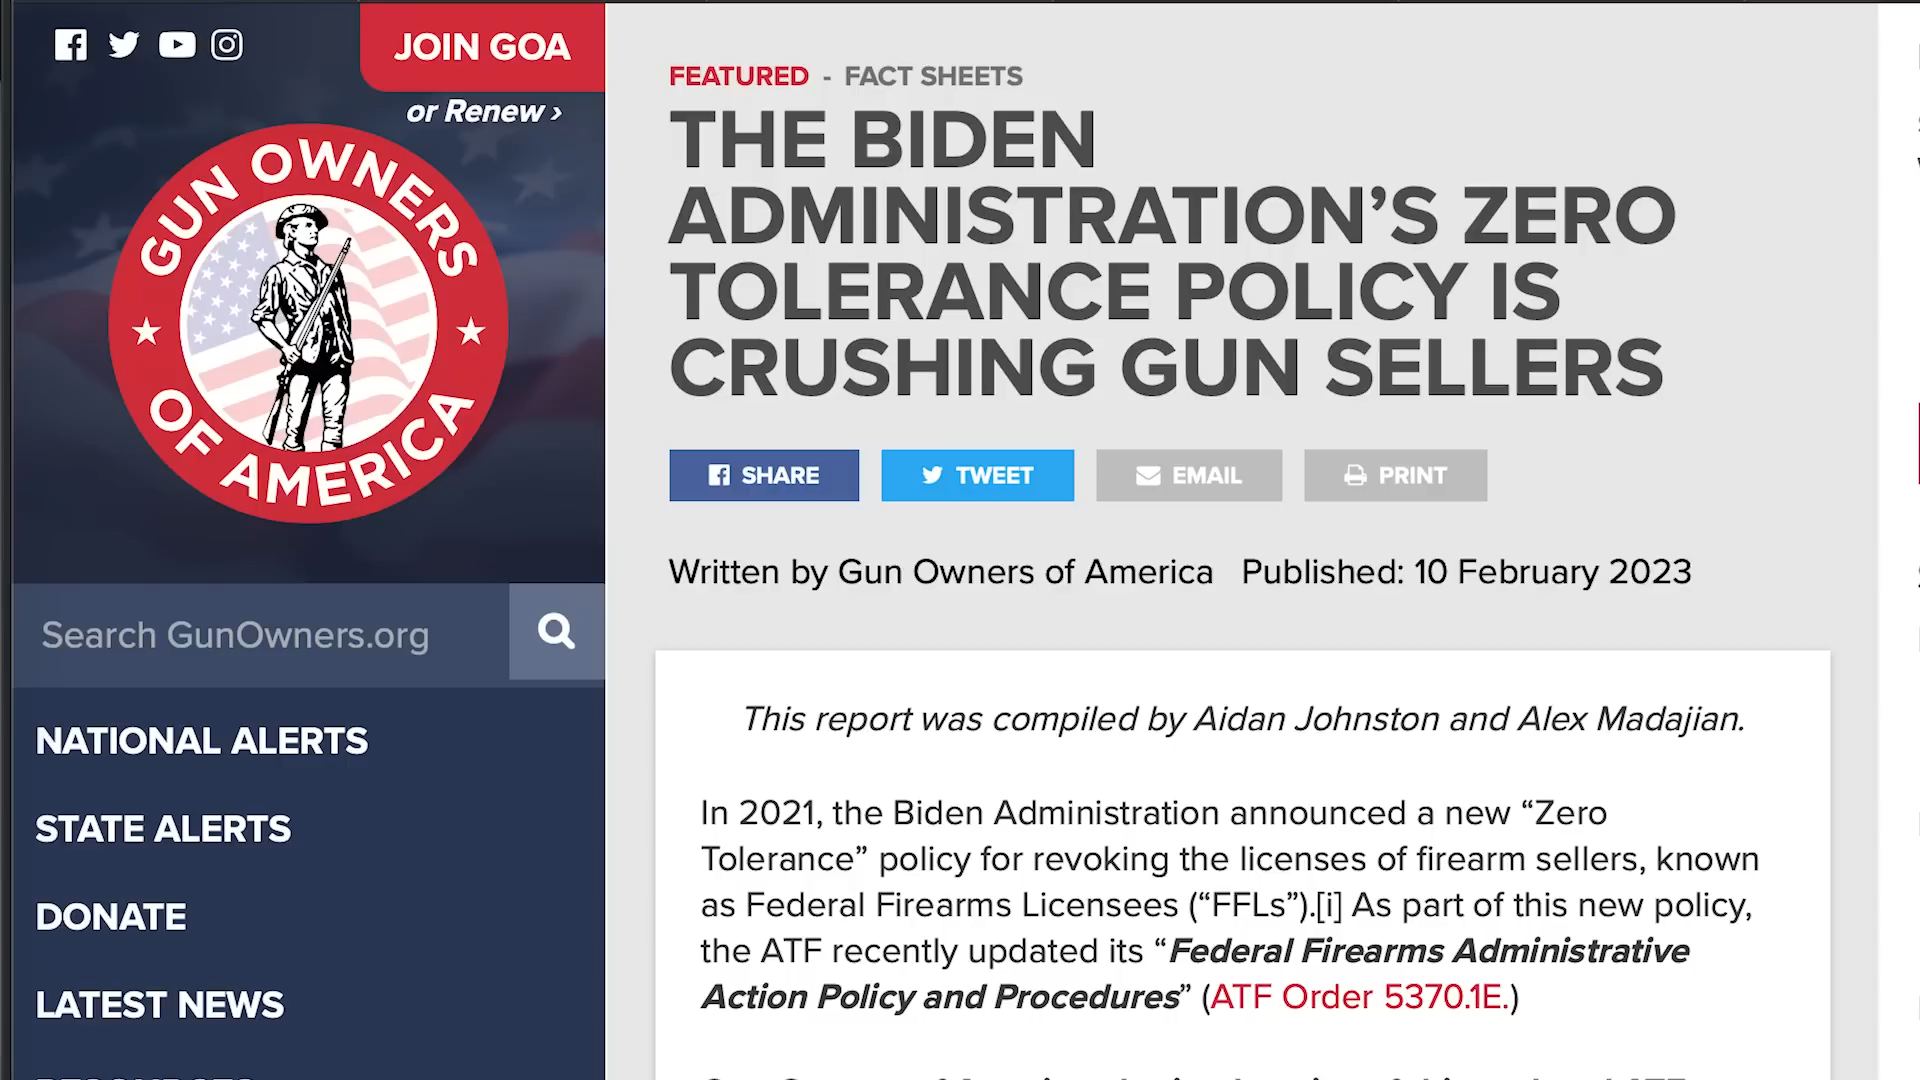 JOIN GOA
or Renew ›
GUN OWNERS
OF AMERICA
Search GunOwners.org
NATIONAL ALERTS
STATE ALERTS
DONATE
LATEST NEWS
FEATURED - FACT SHEETS
THE BIDEN
ADMINISTRATION’S ZERO
TOLERANCE POLICY IS
CRUSHING GUN SELLERS
SHARE TWEET EMAIL PRINT
Written by Gun Owners of America Published: 10 February 2023
This report was compiled by Aidan Johnston and Alex Madajian.
In 2021, the Biden Administration announced a new “Zero
Tolerance” policy for revoking the licenses of firearm sellers, known
as Federal Firearms Licensees (“FFLs”).[i] As part of this new policy,
the ATF recently updated its “Federal Firearms Administrative
Action Policy and Procedures” (ATF Order 5370.1E.)